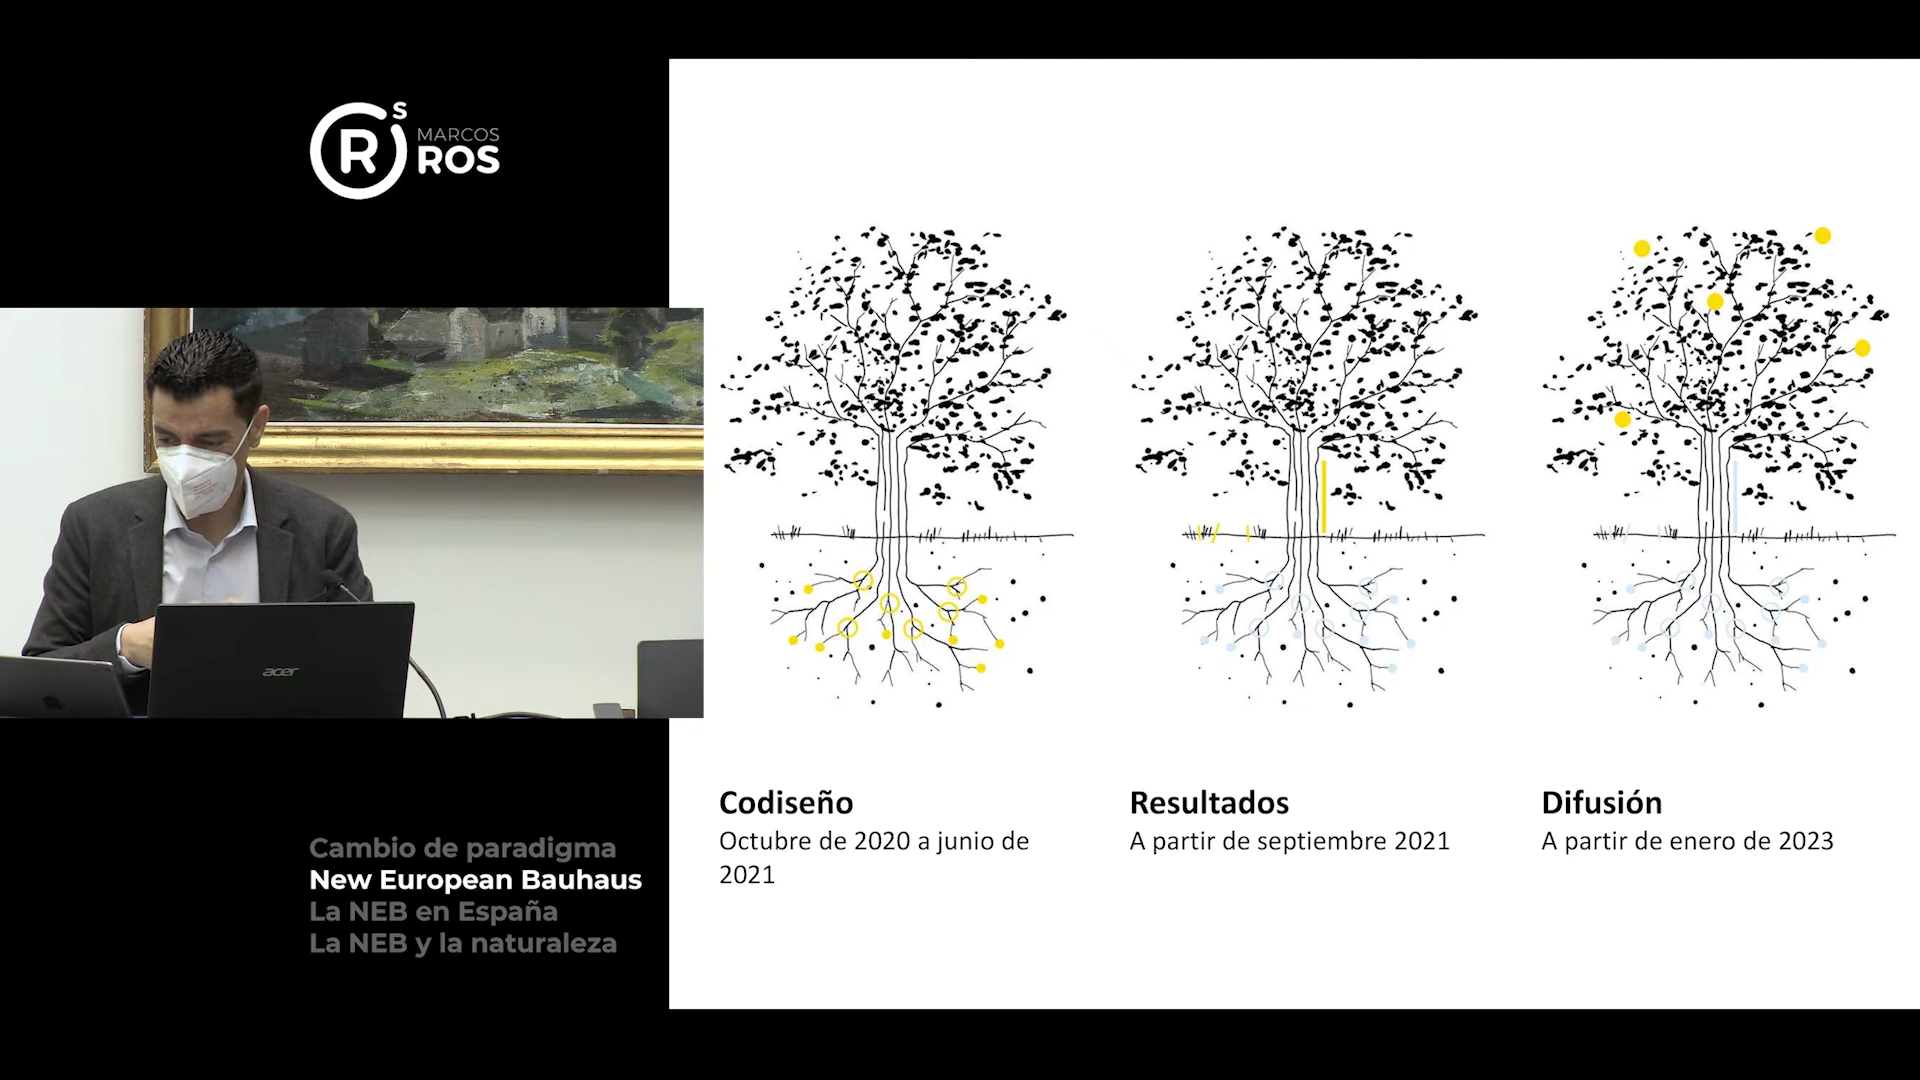 R
S
MARCOS
ROS
acer
Cambio de paradigma
New European Bauhaus
La NEB en España
La NEB y la naturaleza
Codiseño
Octubre de 2020 a junio de
2021
Resultados
A partir de septiembre 2021
Difusión
A partir de enero de 2023